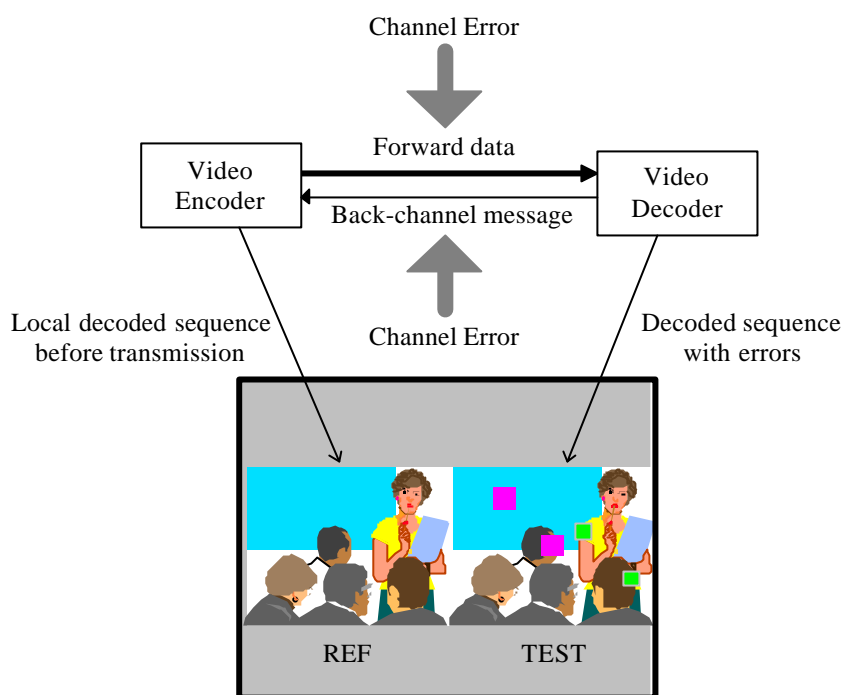 Channel Error
Forward data
Video
Encoder
Video
Decoder
Back-channel message
Local decoded sequence
before transmission
Channel Error
Decoded sequence
with errors
REF
TEST